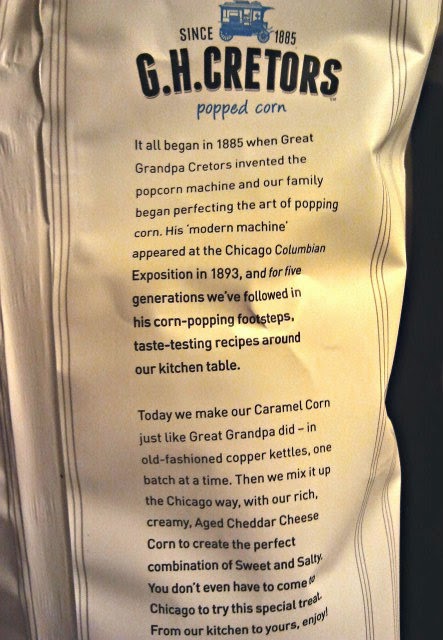 SINCE 1885
G.H.CRETORS
popped corn
It all began in 1885 when Great
Grandpa Cretors invented the
popcorn machine and our family
began perfecting the art of popping
corn. His 'modern machine'
appeared at the Chicago Columbian
Exposition in 1893, and for five
generations we've followed in
his corn-popping footsteps,
taste-testing recipes around
our kitchen table.
Today we make our Caramel Corn
just like Great Grandpa did – in
old-fashioned copper kettles, one
batch at a time. Then we mix it up
the Chicago way, with our rich,
creamy, Aged Cheddar Cheese
Corn to create the perfect
combination of Sweet and Salty.
You don't even have to come to
Chicago to try this special treat.
From our kitchen to yours, enjoy!